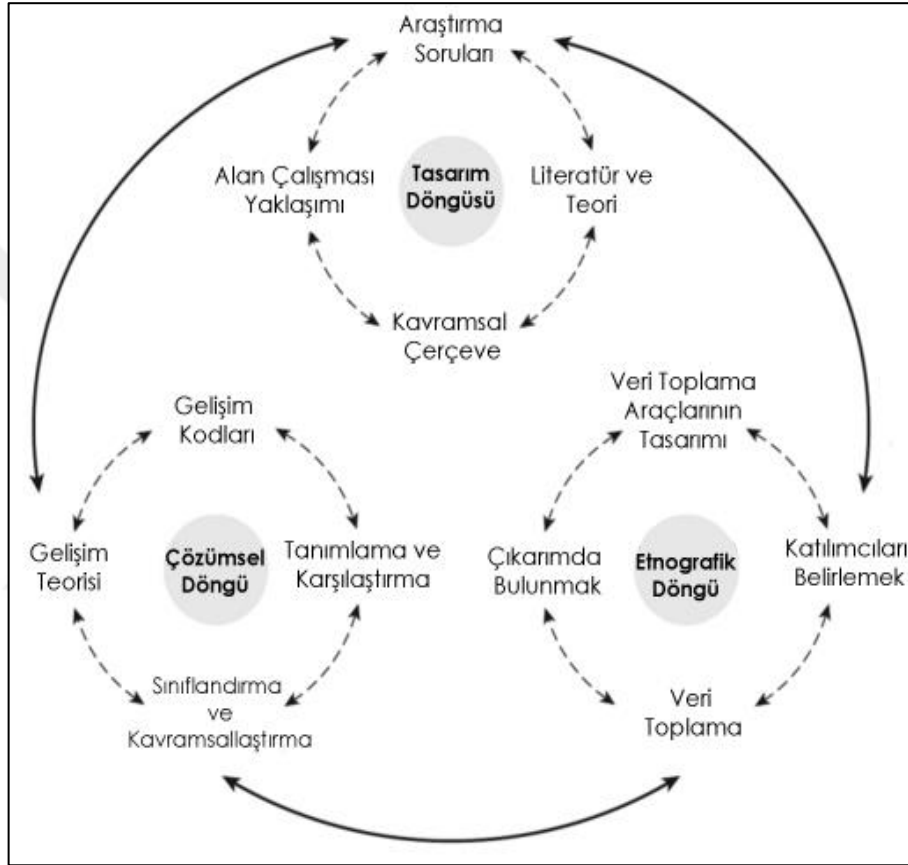 Araştırma
Soruları
Alan Çalışması
Yaklaşımı
Tasarım
Döngüsü
Literatür ve
Teori
Kavramsal
Çerçeve
Gelişim
Kodları
Gelişim
Teorisi
Çözümsel
Döngü
Tanımlama ve
Karşılaştırma
Sınıflandırma
ve
Kavramsallaştırma
Veri Toplama
Araçlarının
Tasarımı
Çıkarımda
Bulunmak
Etnografik
Döngü
Katılımcıları
Belirlemek
Veri
Toplama